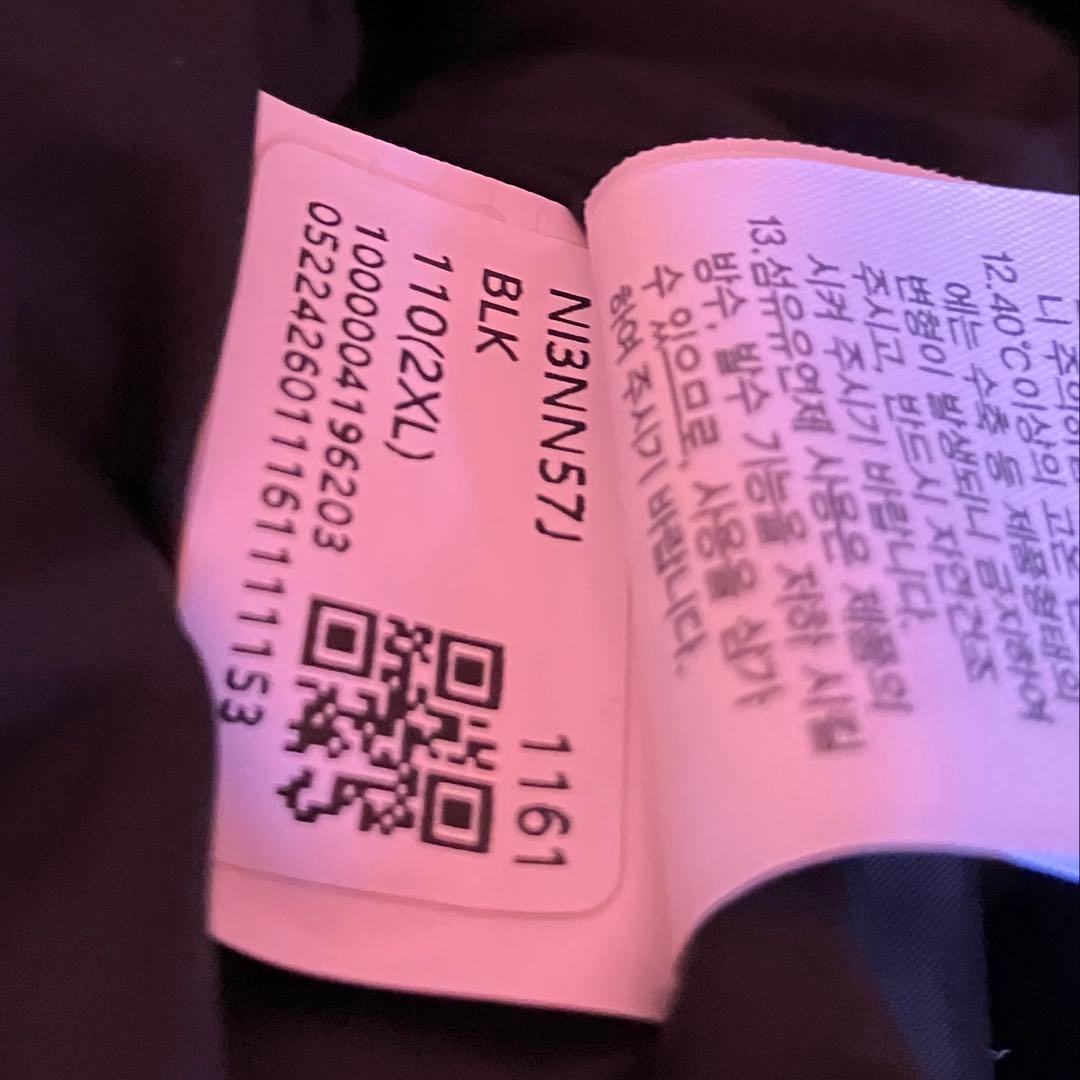 NI3NN57J
1161
BLK
110(2XL)
1000004196203
052242601116111111153
12.40℃이상의 고온
에는 수축 등 제품형태의
변형이 발생되니 금지하여
주시고, 반드시 자연건조
시켜 주시기 바랍니다.
13.섬유유연제 사용은 제품의
방수, 발수 기능을 저하 시킬
수 있으므로, 사용을 삼가
하여 주시기 바랍니다.